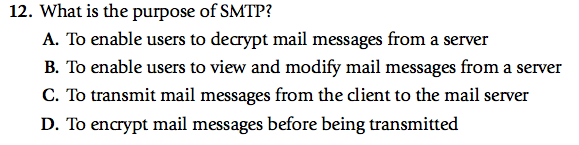 12. What is the purpose of SMTP?
A. To enable users to decrypt mail messages from a server
B. To enable users to view and modify mail messages from a server
C. To transmit mail messages from the client to the mail server
D. To encrypt mail messages before being transmitted